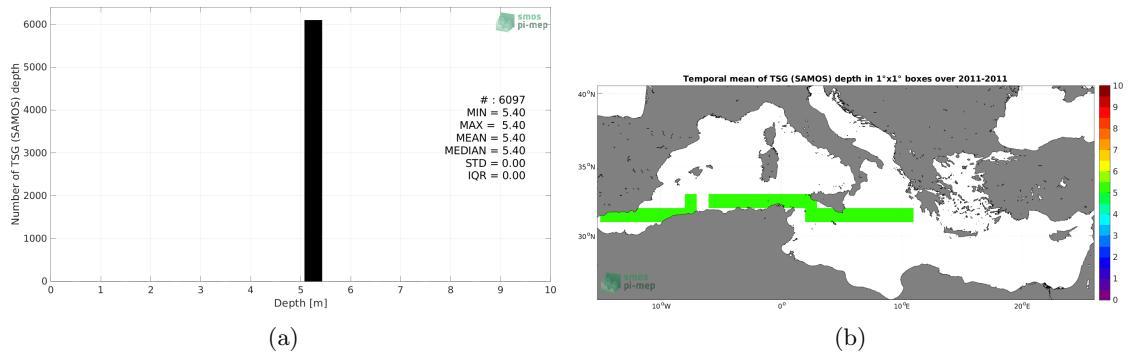 6000
5000
4000
3000
2000
1000
0
Number of TSG (SAMOS) depth
smos
pi-mep
# : 6097
MIN = 5.40
MAX = 5.40
MEAN = 5.40
MEDIAN = 5.40
STD = 0.00
IQR = 0.00
0 1 2 3 4 5 6 7 8 9 10
Depth [m]
(a)
Temporal mean of TSG (SAMOS) depth in 1°x1° boxes over 2011-2011
40°N
35°N
30°N
smos
pi-mep
10°W 0° 10°E 20°E
10
9
8
7
6
5
4
3
2
1
0
(b)